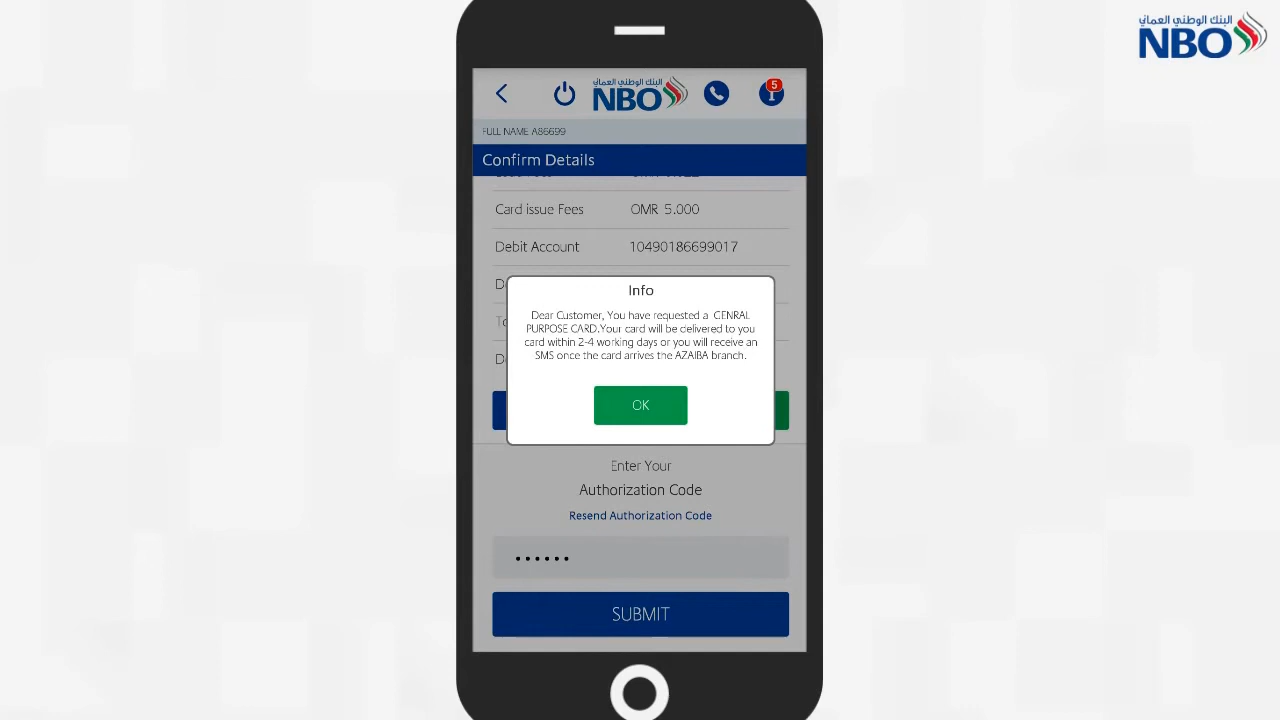 البنك الوطني العماني
NBO
البنك الوطني العماني
NBO
5
FULL NAME A86699
Confirm Details
Card issue Fees OMR 5.000
Debit Account 10490186699017
Info
Dear Customer, You have requested a CENRAL
PURPOSE CARD.Your card will be delivered to you
card within 2-4 working days or you will receive an
SMS once the card arrives the AZAIBA branch.
OK
Enter Your
Authorization Code
Resend Authorization Code
SUBMIT